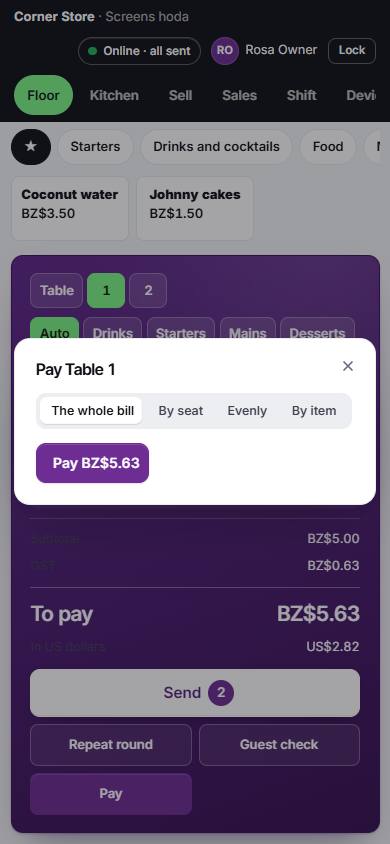 Corner Store · Screens hoda
Online · all sent
RO
Rosa Owner
Lock
Floor
Kitchen
Sell
Sales
Shift
★
Starters
Drinks and cocktails
Food
Coconut water
BZ$3.50
Johnny cakes
BZ$1.50
Table
1
2
Auto
Drinks
Starters
Mains
Desserts
Pay Table 1
×
The whole bill
By seat
Evenly
By item
Pay BZ$5.63
Subtotal
BZ$5.00
GST
BZ$0.63
To pay
BZ$5.63
In US dollars
US$2.82
Send 2
Repeat round
Guest check
Pay